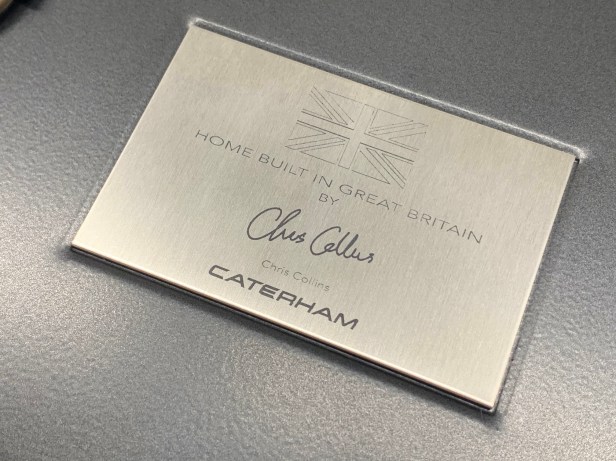 HOME BUILT IN GREAT BRITAIN
BY
Chris Collins
Chris Collins
CATERHAM